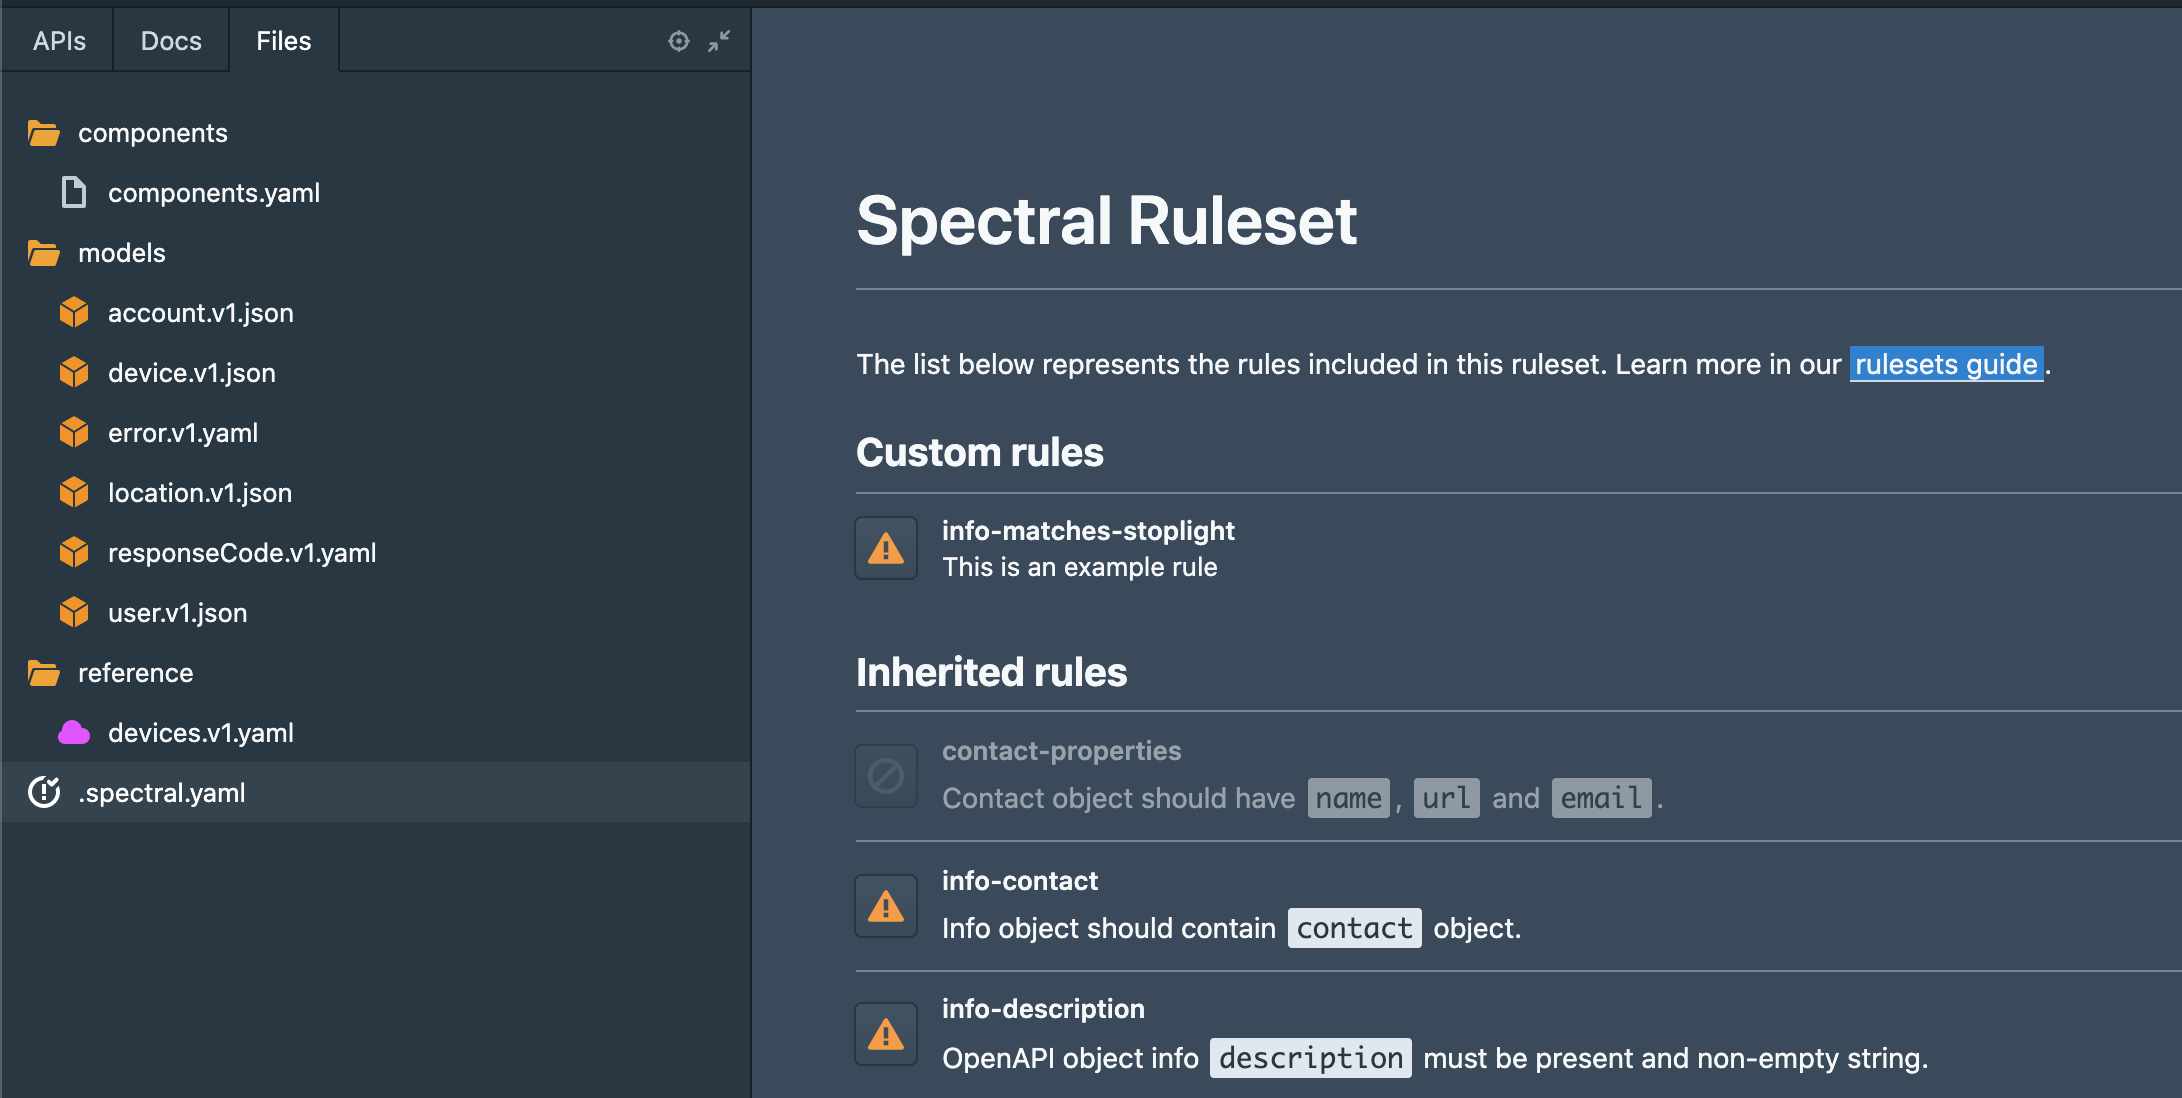 APIs
Docs
Files
components
components.yaml
models
account.v1.json
device.v1.json
error.v1.yaml
location.v1.json
responseCode.v1.yaml
user.v1.json
reference
devices.v1.yaml
.spectral.yaml
Spectral Ruleset
The list below represents the rules included in this ruleset. Learn more in our rulesets guide.
Custom rules
info-matches-stoplight
This is an example rule
Inherited rules
contact-properties
Contact object should have name, url and email.
info-contact
Info object should contain contact object.
info-description
OpenAPI object info description must be present and non-empty string.